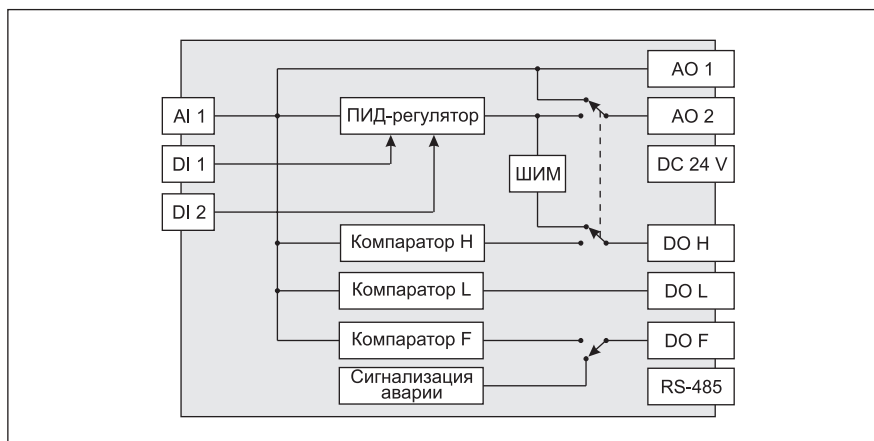 AO 1
AI 1
ПИД-регулятор
AO 2
DI 1
ШИМ
DC 24 V
DI 2
Компаратор H
DO H
Компаратор L
DO L
Компаратор F
DO F
Сигнализация
аварии
RS-485